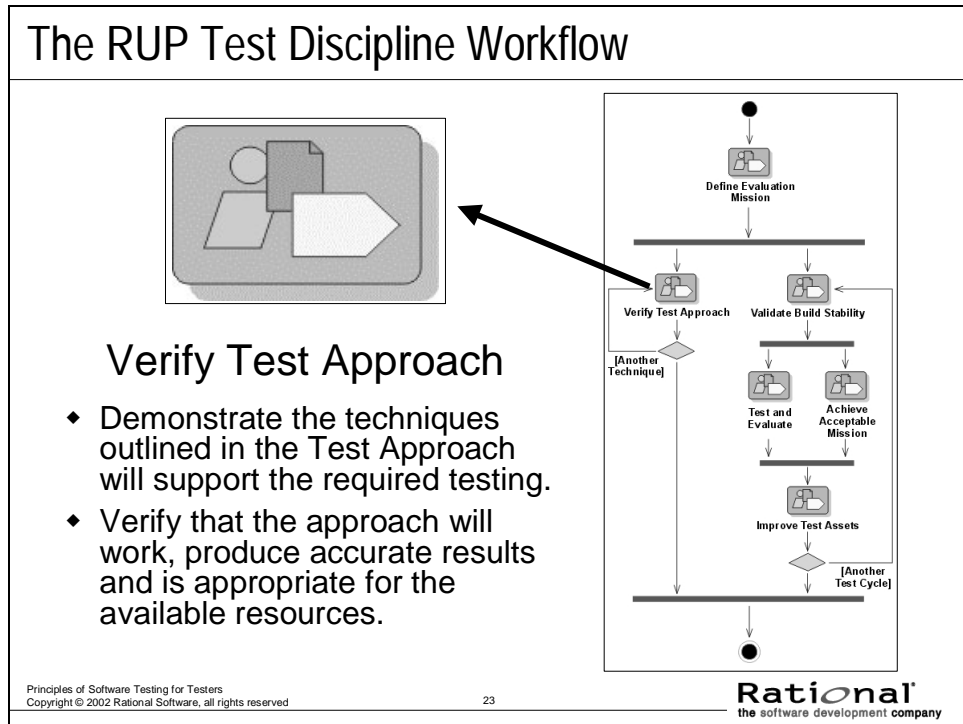 The RUP Test Discipline Workflow
Define Evaluation
Mission
Verify Test Approach
Validate Build Stability
[Another
Technique]
Test and
Evaluate
Achieve
Acceptable
Mission
Improve Test Assets
[Another
Test Cycle]
Verify Test Approach
◆ Demonstrate the techniques
outlined in the Test Approach
will support the required testing.
◆ Verify that the approach will
work, produce accurate results
and is appropriate for the
available resources.
Principles of Software Testing for Testers
Copyright © 2002 Rational Software, all rights reserved
23
Rational
the software development company